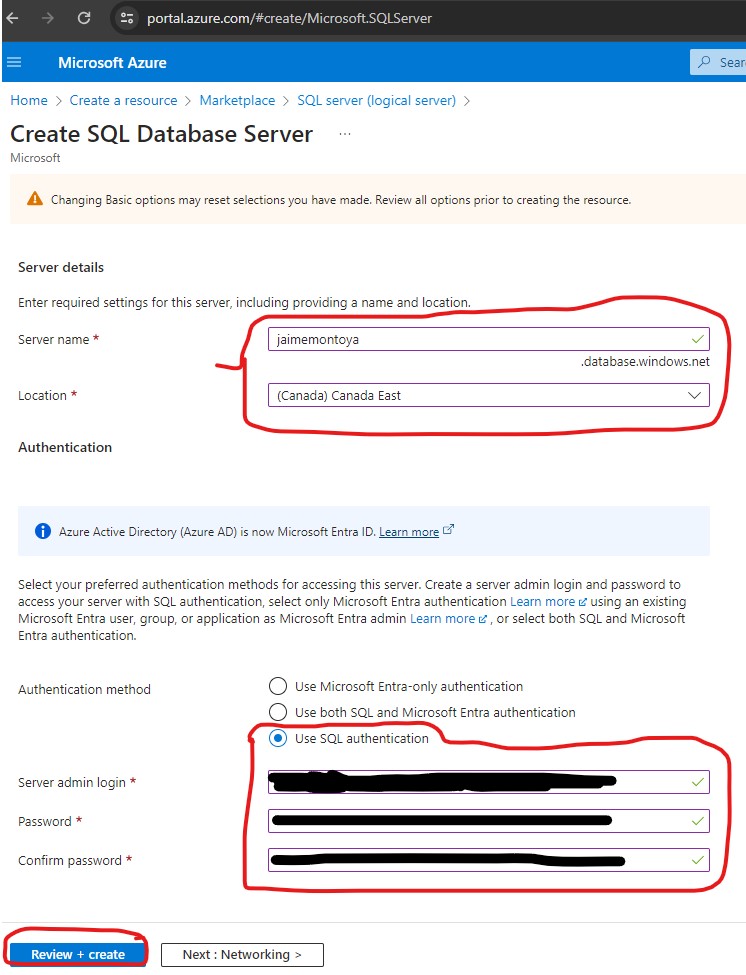 portal.azure.com/#create/Microsoft.SQLServer
Microsoft Azure
Home > Create a resource > Marketplace > SQL server (logical server) >
Create SQL Database Server ...
Microsoft
Changing Basic options may reset selections you have made. Review all options prior to creating the resource.
Server details
Enter required settings for this server, including providing a name and location.
Server name *
jaimemontoya
.database.windows.net
Location *
(Canada) Canada East
Authentication
Azure Active Directory (Azure AD) is now Microsoft Entra ID. Learn more
Select your preferred authentication methods for accessing this server. Create a server admin login and password to
access your server with SQL authentication, select only Microsoft Entra authentication Learn more using an existing
Microsoft Entra user, group, or application as Microsoft Entra admin Learn more , or select both SQL and Microsoft
Entra authentication.
Authentication method
Use Microsoft Entra-only authentication
Use both SQL and Microsoft Entra authentication
Use SQL authentication
Server admin login *
Password *
Confirm password *
Review + create
Next : Networking >